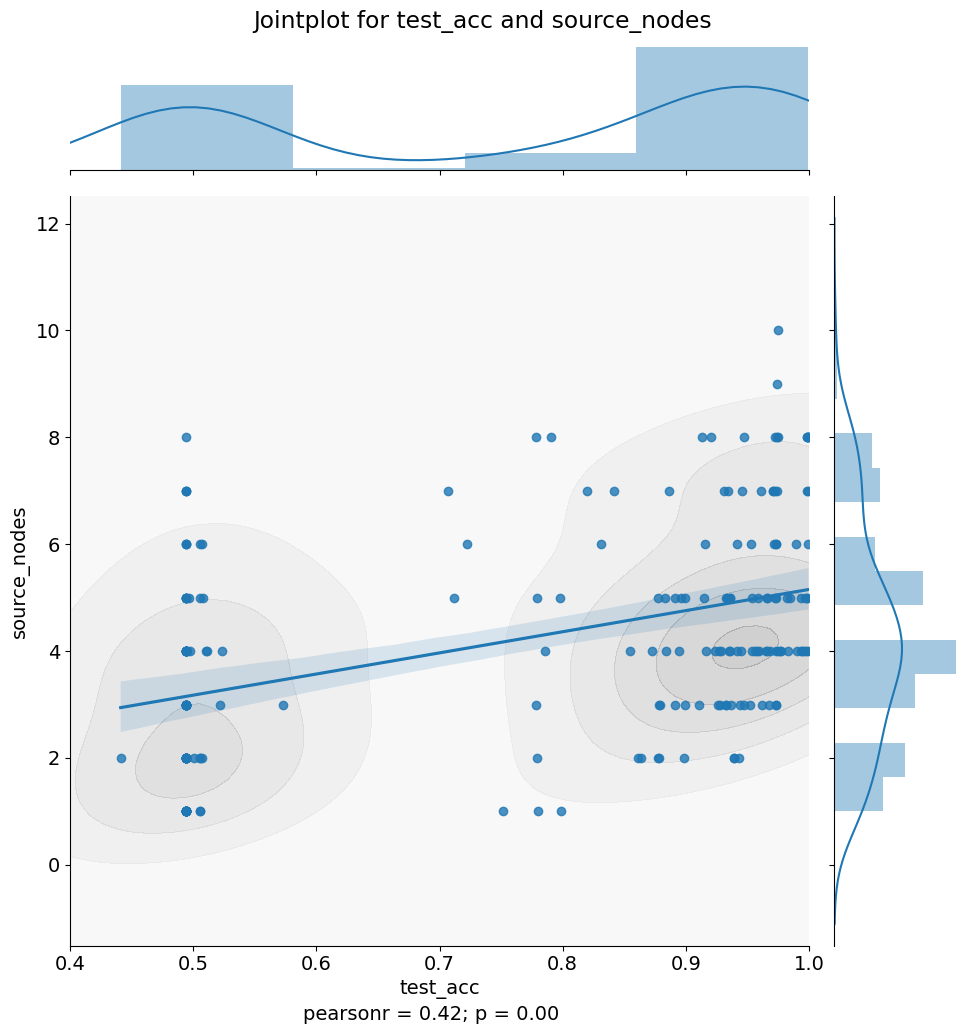 Jointplot for test_acc and source_nodes
12
10
8
6
4
2
0
source_nodes
0.4 0.5 0.6 0.7 0.8 0.9 1.0
test_acc
pearsonr = 0.42; p = 0.00